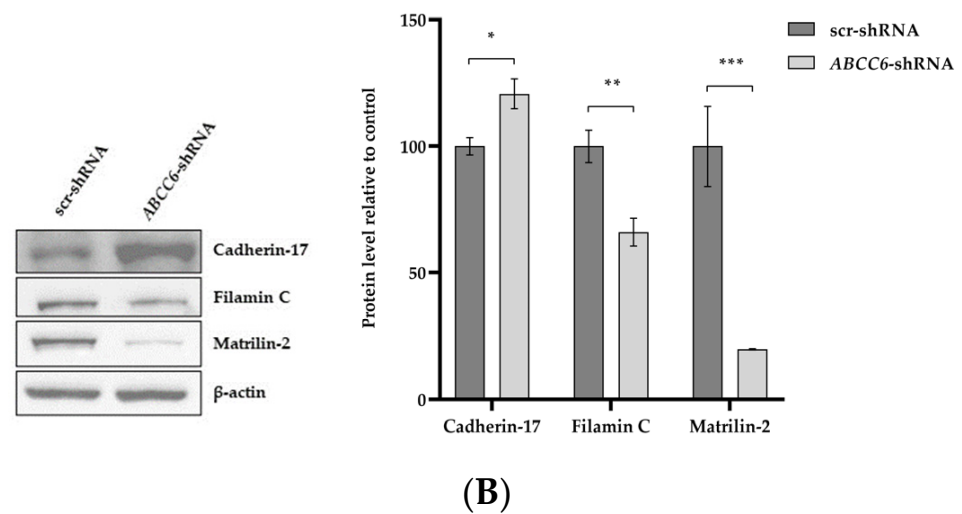 scr-shRNA
ABCC6-shRNA
Cadherin-17
Filamin C
Matrilin-2
β-actin
Protein level relative to control
150
100
50
0
*
**
***
Cadherin-17
Filamin C
Matrilin-2
scr-shRNA
ABCC6-shRNA
(B)